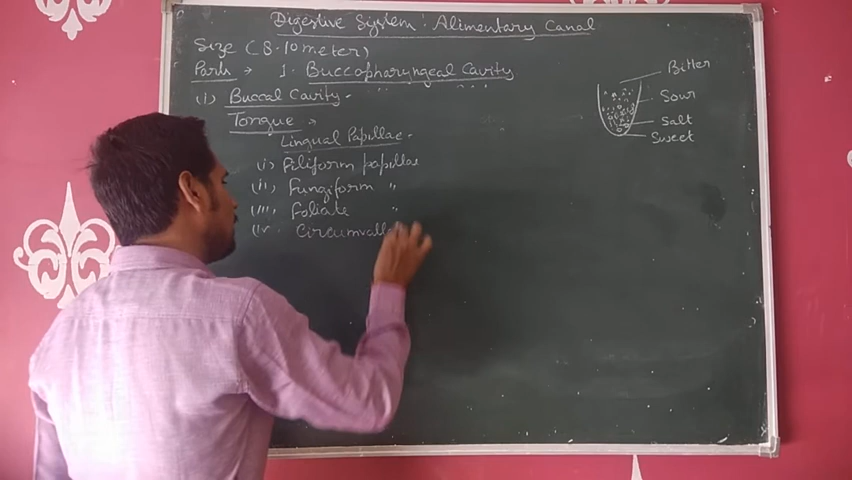 Digestive System : Alimentary Canal
Size (8-10 meter)
Parts → 1. Buccopharyngeal Cavity
(i) Buccal Cavity -
Tongue →
Lingual Papillae -
(i) Filiform papillae
(ii) Fungiform "
(iii) Foliate "
(iv Circumvalla
Bitter
Sour
Salt
Sweet